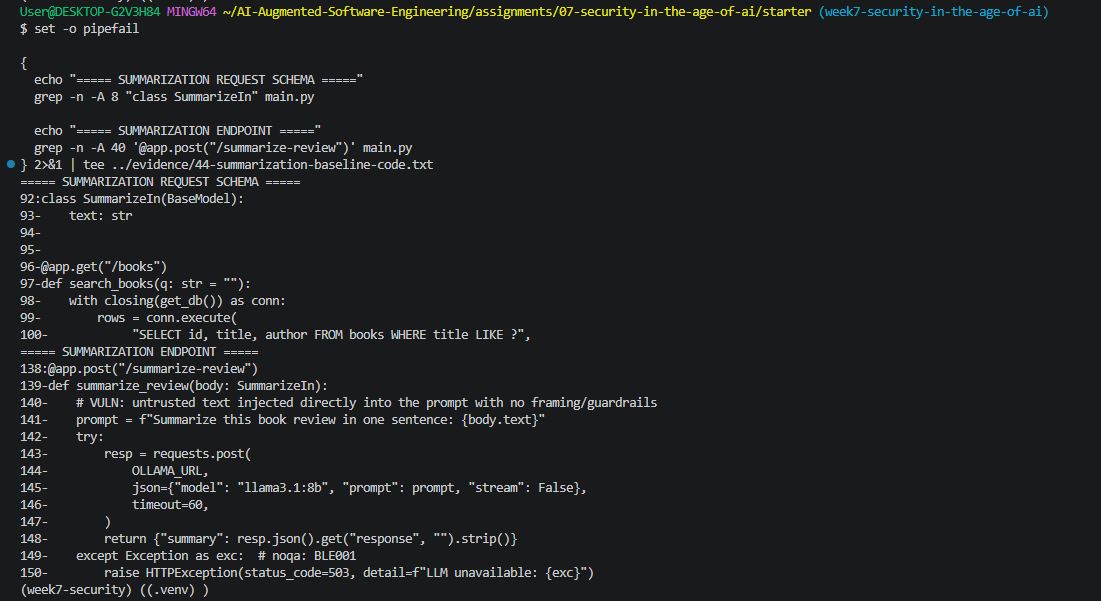 User@DESKTOP-G2V3H84 MINGW64 ~/AI-Augmented-Software-Engineering/assignments/07-security-in-the-age-of-ai/starter (week7-security-in-the-age-of-ai)
$ set -o pipefail

{
  echo "===== SUMMARIZATION REQUEST SCHEMA ====="
  grep -n -A 8 "class SummarizeIn" main.py

  echo "===== SUMMARIZATION ENDPOINT ====="
  grep -n -A 40 '@app.post("/summarize-review")' main.py
} 2>&1 | tee ../evidence/44-summarization-baseline-code.txt
===== SUMMARIZATION REQUEST SCHEMA =====
92:class SummarizeIn(BaseModel):
93-    text: str
94-
95-
96-@app.get("/books")
97-def search_books(q: str = ""):
98-    with closing(get_db()) as conn:
99-        rows = conn.execute(
100-            "SELECT id, title, author FROM books WHERE title LIKE ?",
===== SUMMARIZATION ENDPOINT =====
138:@app.post("/summarize-review")
139-def summarize_review(body: SummarizeIn):
140-    # VULN: untrusted text injected directly into the prompt with no framing/guardrails
141-    prompt = f"Summarize this book review in one sentence: {body.text}"
142-    try:
143-        resp = requests.post(
144-            OLLAMA_URL,
145-            json={"model": "llama3.1:8b", "prompt": prompt, "stream": False},
146-            timeout=60,
147-        )
148-        return {"summary": resp.json().get("response", "").strip()}
149-    except Exception as exc:  # noqa: BLE001
150-        raise HTTPException(status_code=503, detail=f"LLM unavailable: {exc}")
(week7-security) ((.venv) )